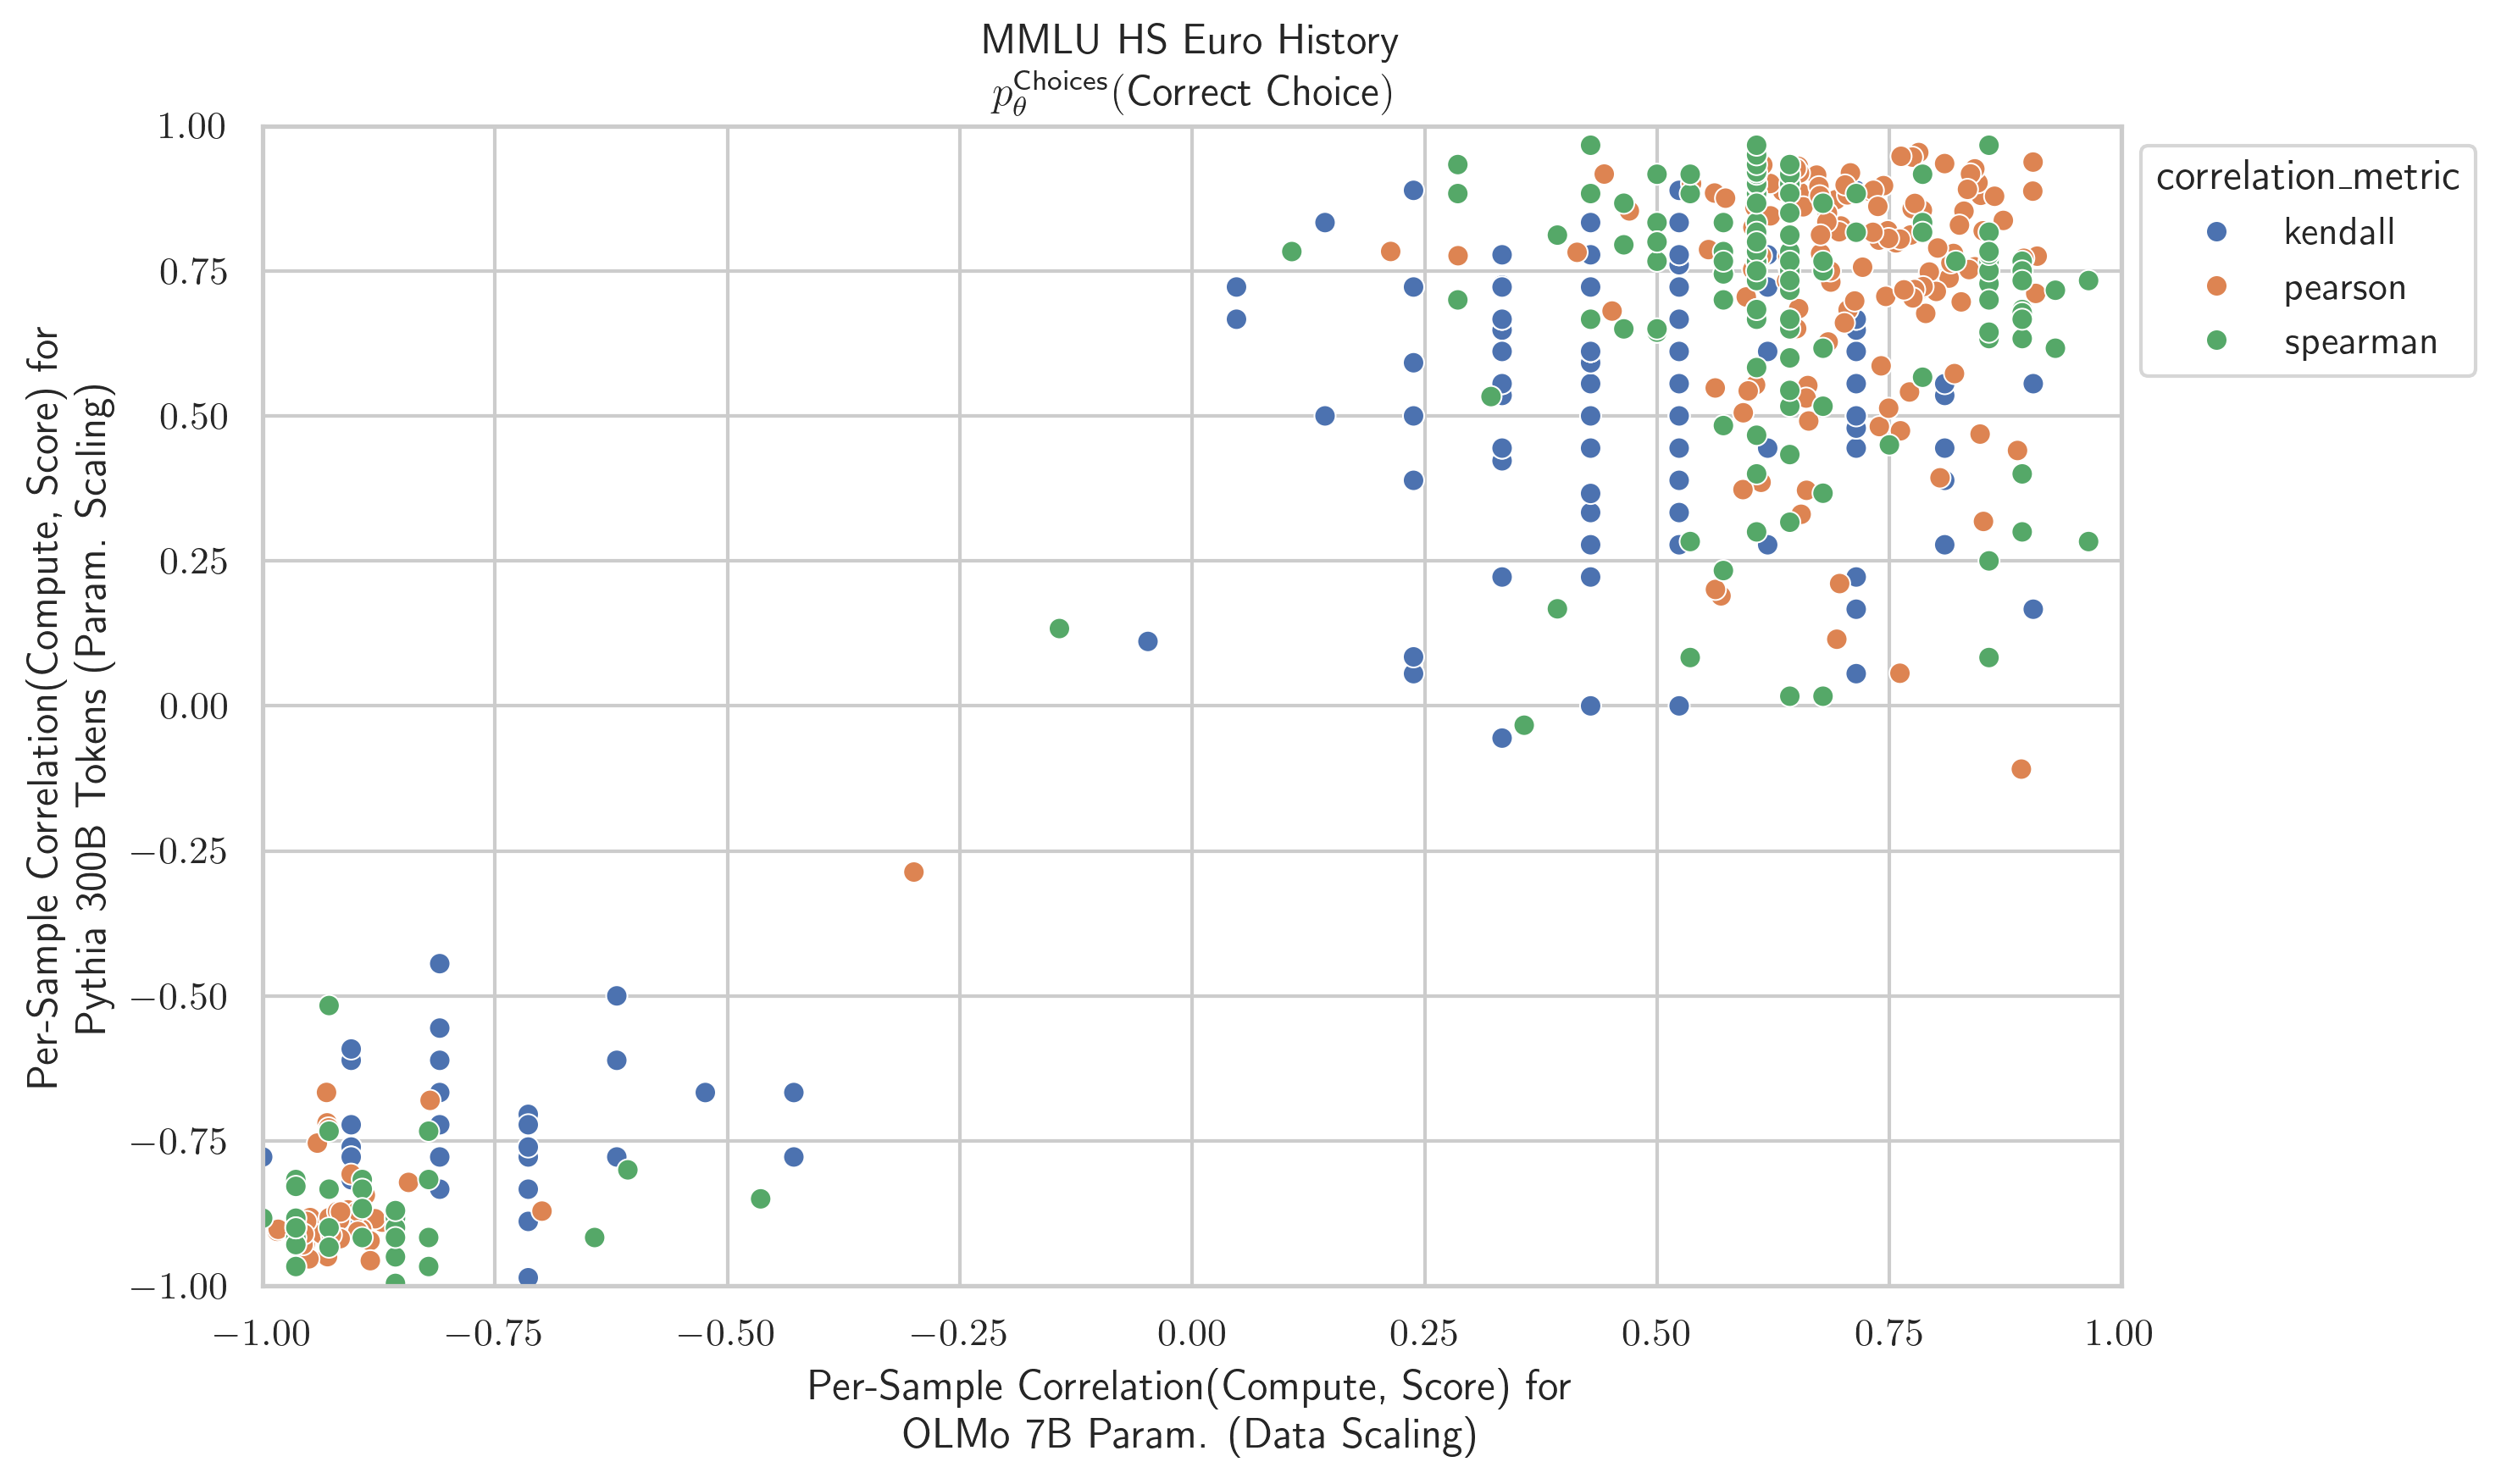 MMLU HS Euro History
p_θ^Choices(Correct Choice)
Per-Sample Correlation(Compute, Score) for
Pythia 300B Tokens (Param. Scaling)
1.00
0.75
0.50
0.25
0.00
−0.25
−0.50
−0.75
−1.00
−1.00 −0.75 −0.50 −0.25 0.00 0.25 0.50 0.75 1.00
Per-Sample Correlation(Compute, Score) for
OLMo 7B Param. (Data Scaling)
correlation_metric
kendall
pearson
spearman